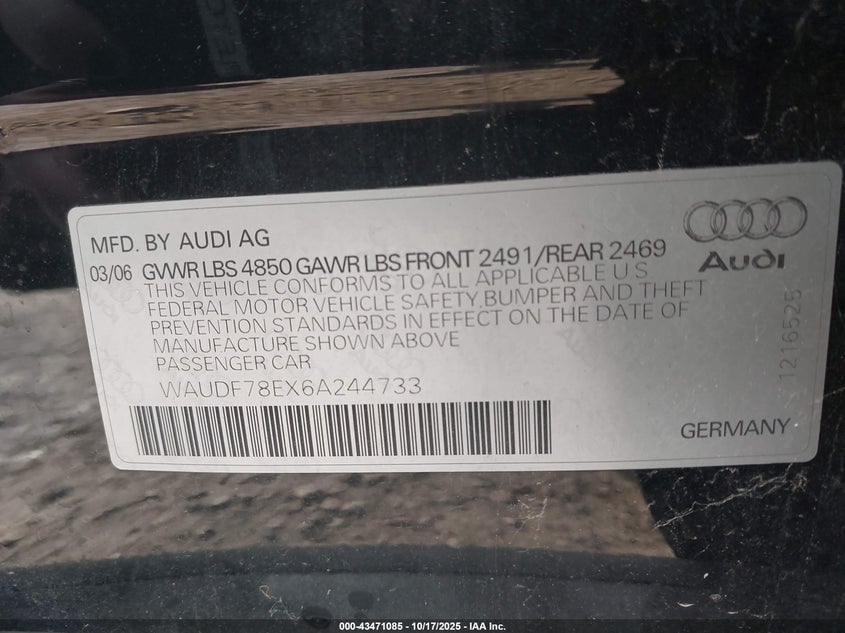 MFD. BY AUDI AG
03/06 GVWR LBS 4850 GAWR LBS FRONT 2491/REAR 2469
THIS VEHICLE CONFORMS TO ALL APPLICABLE U S
FEDERAL MOTOR VEHICLE SAFETY,BUMPER AND THEFT
PREVENTION STANDARDS IN EFFECT ON THE DATE OF
MANUFACTURE SHOWN ABOVE
PASSENGER CAR
WAUDF78EX6A244733
Audi
1216525
GERMANY
000-43471085 | 10/17/2025 - IAA Inc.